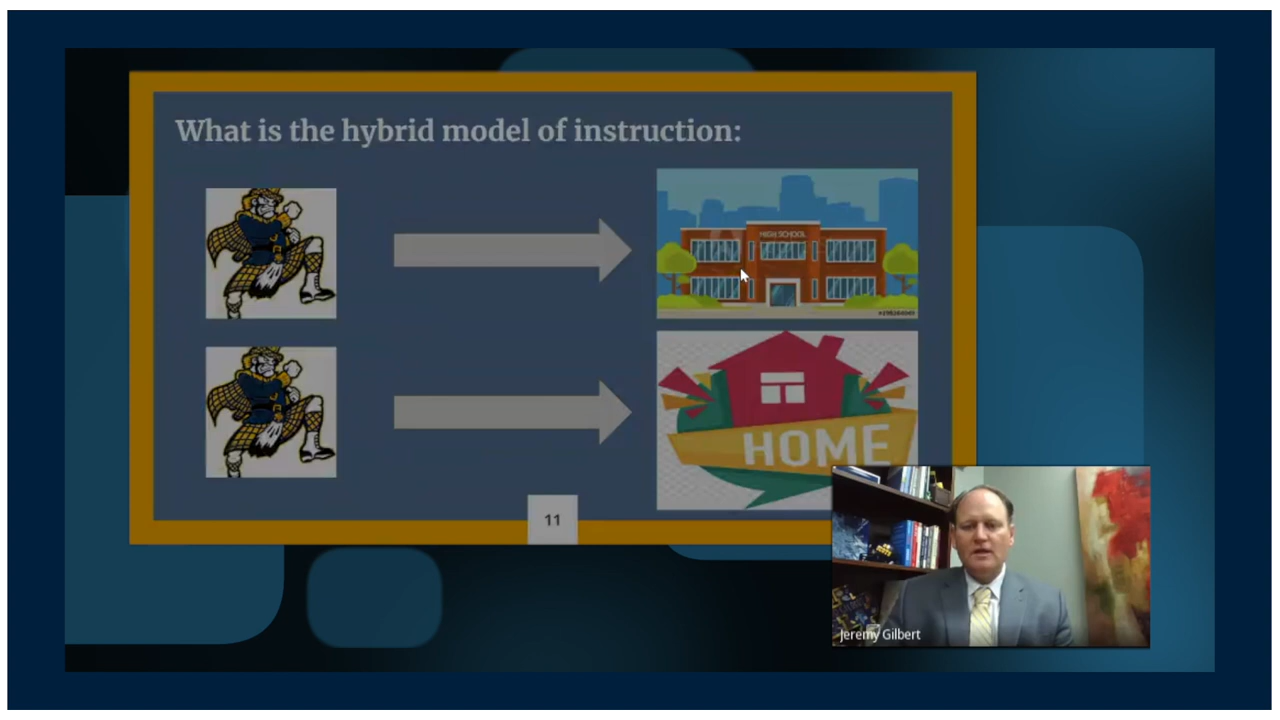 What is the hybrid model of instruction:
HIGH SCHOOL
HOME
11
Jeremy Gilbert